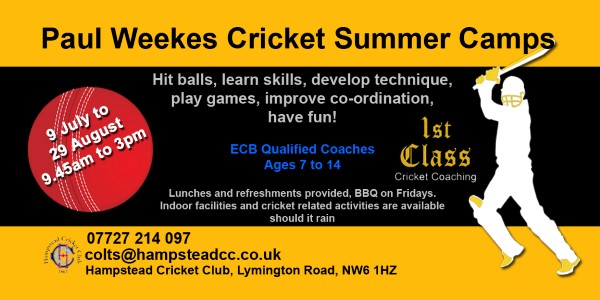 Paul Weekes Cricket Summer Camps
Hit balls, learn skills, develop technique,
play games, improve co-ordination,
have fun!
9 July to
29 August
9.45am to 3pm
ECB Qualified Coaches
Ages 7 to 14
1st
Class
Cricket Coaching
Lunches and refreshments provided, BBQ on Fridays.
Indoor facilities and cricket related activities are available
should it rain
07727 214 097
colts@hampsteadcc.co.uk
Hampstead Cricket Club, Lymington Road, NW6 1HZ
Hampstead Cricket Club